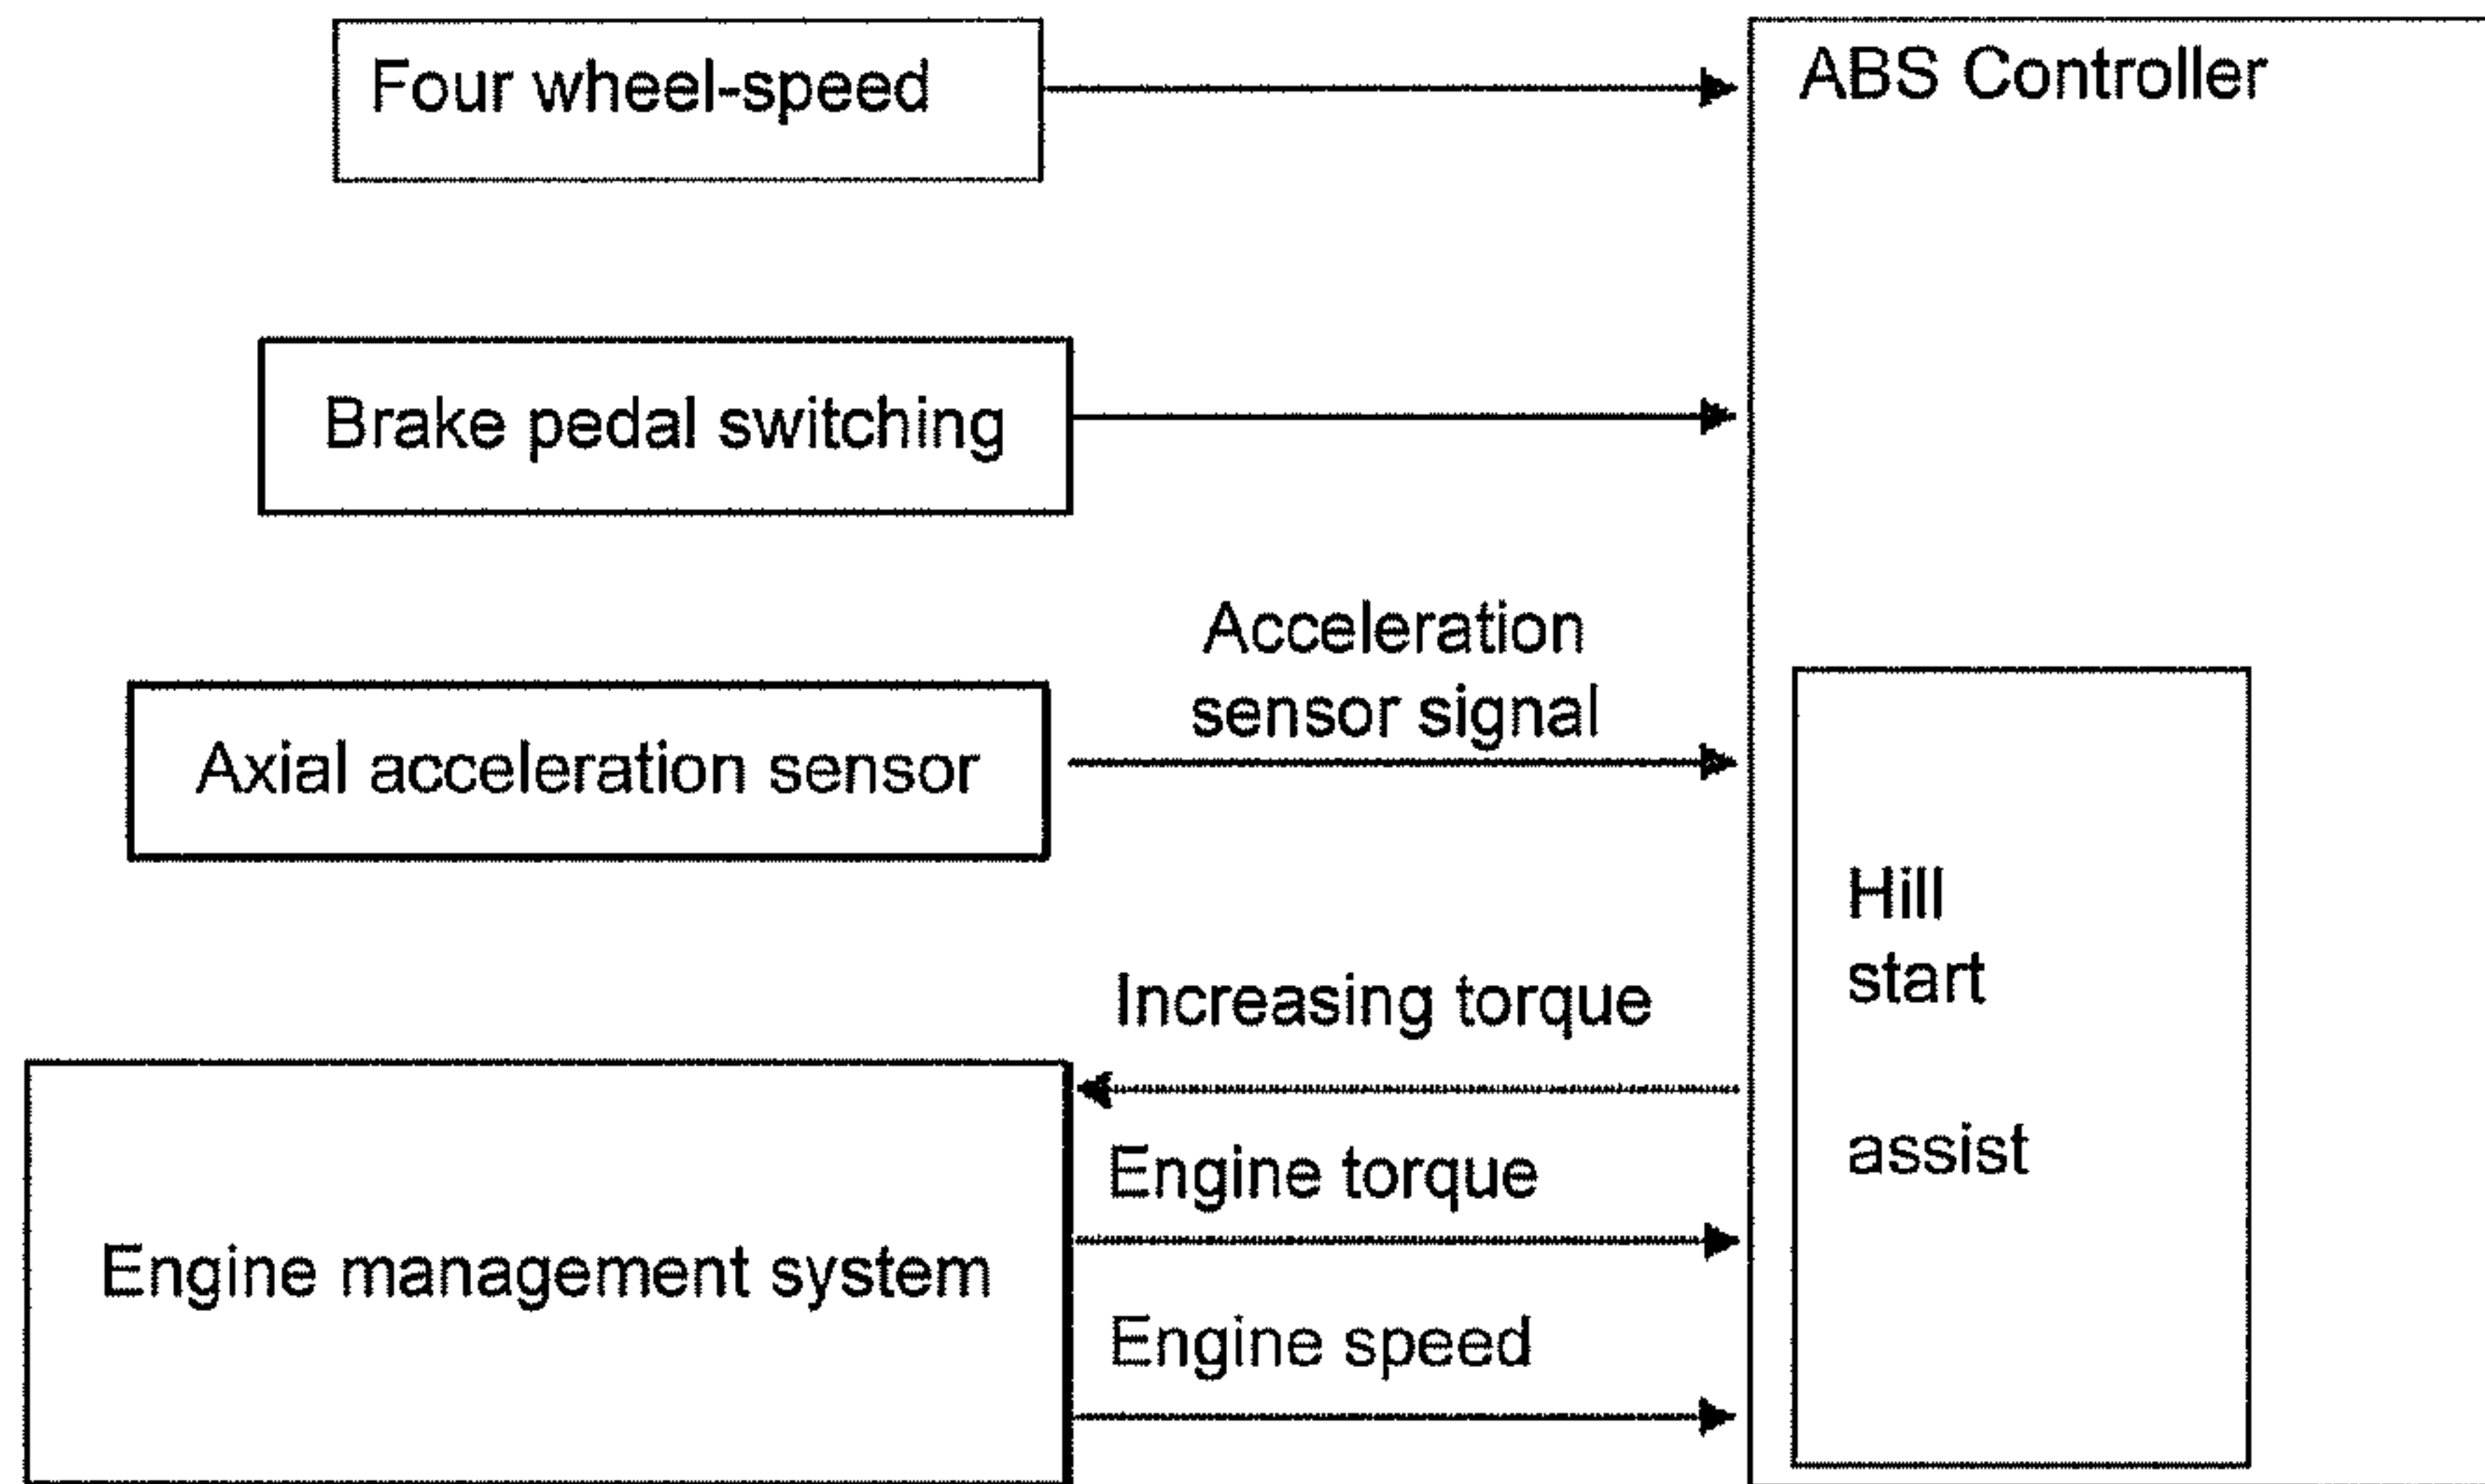 Four wheel-speed
ABS Controller
Brake pedal switching
Acceleration
sensor signal
Axial acceleration sensor
Hill
start
assist
Increasing torque
Engine torque
Engine management system
Engine speed